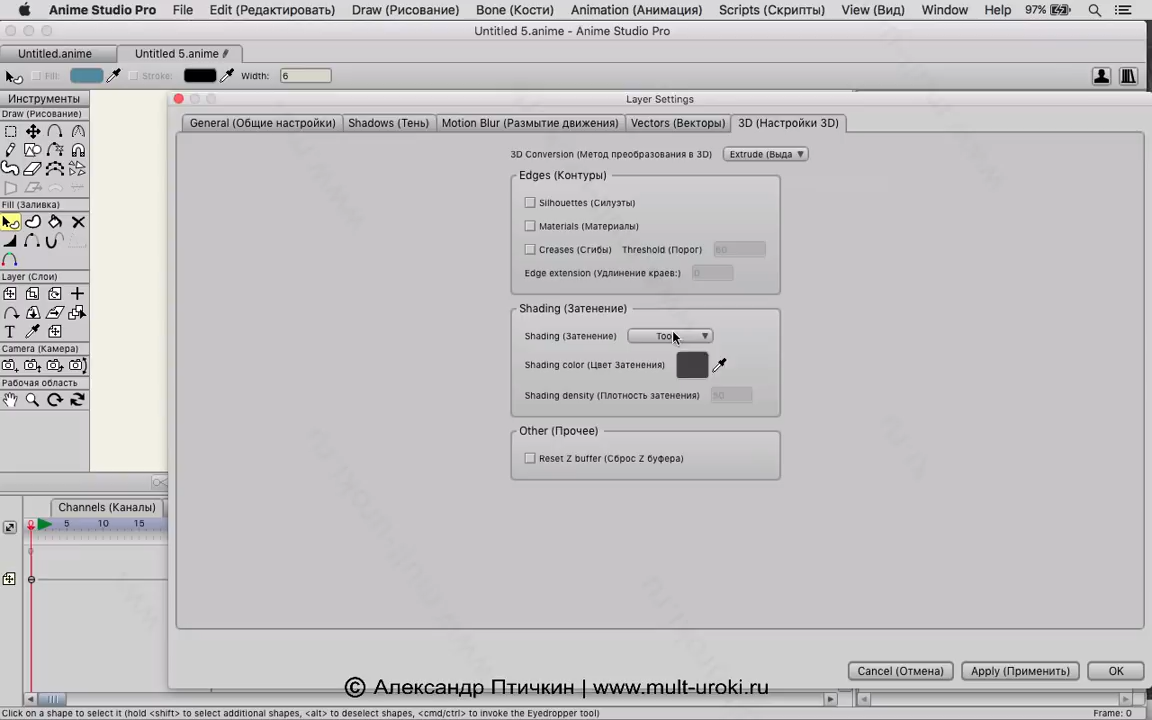 Anime Studio Pro File Edit (Редактировать) Draw (Рисование) Bone (Кости) Animation (Анимация) Scripts (Скрипты) View (Вид) Window Help 97%
Untitled 5.anime - Anime Studio Pro
Untitled.anime Untitled 5.anime
Fill: Stroke: Width: 6
Инструменты
Draw (Рисование)
Fill (Заливка)
Layer (Слои)
Camera (Камера)
Рабочая область
Layer Settings
General (Общие настройки) Shadows (Тень) Motion Blur (Размытие движения) Vectors (Векторы) 3D (Настройки 3D)
3D Conversion (Метод преобразования в 3D) Extrude (Выда
Edges (Контуры)
Silhouettes (Силуэты)
Materials (Материалы)
Creases (Сгибы) Threshold (Порог) 60
Edge extension (Удлинение краев:) 0
Shading (Затенение)
Shading (Затенение)
Shading color (Цвет Затенения)
Shading density (Плотность затенения)
Other (Прочее)
Reset Z buffer (Сброс Z буфера)
Cancel (Отмена) Apply (Применить) OK
Channels (Каналы)
0 5 10 15
© Александр Птичкин | www.mult-uroki.ru
Click on a shape to select it (hold <shift> to select additional shapes, <alt> to deselect shapes, <cmd/ctrl> to invoke the Eyedropper tool) Frame: 0